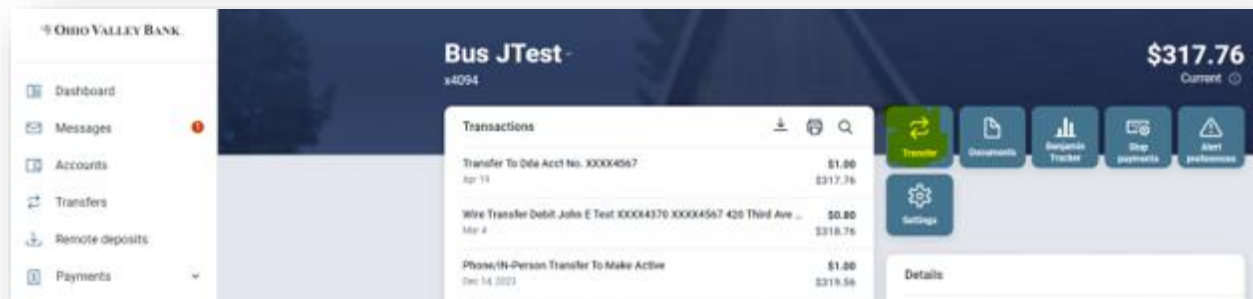 OHIO VALLEY BANK
Dashboard
Messages
Accounts
Transfers
Remote deposits
Payments
Bus JTest
x4094
$317.76
Current
Transactions
Transfer To Dda Acct No. XXXX4567
$1.00
Apr 19
$317.76
Wire Transfer Debit John E Test XXXX4370 XXXX4567 420 Third Ave ...
$0.80
Mar 4
$318.76
Phone/IN-Person Transfer To Make Active
$1.00
Dec 14, 2023
$319.56
Transfer
Documents
Benjamin
Tracker
Stop
payments
Alert
preferences
Settings
Details